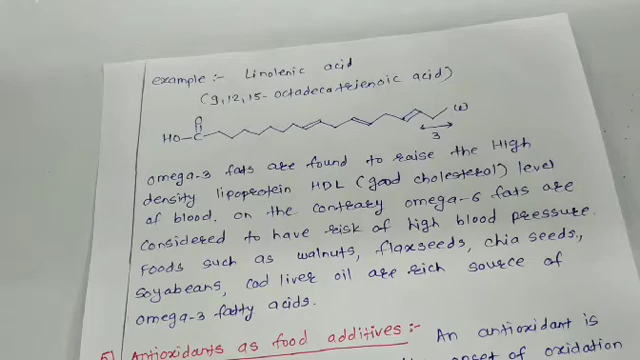 example :- Linolenic acid
(9,12,15-octadecatrienoic acid)
O
HO-C
(ω)
3
omega-3 fats are found to raise the High
density lipoprotein HDL (good cholesterol) level
of blood. on the contrary omega-6 fats are
considered to have risk of high blood pressure.
Foods such as walnuts, flaxseeds, chia seeds,
soyabeans, cod liver oil are rich source of
omega-3 fatty acids.
5) Antioxidants as food additives :- An antioxidant is
onset of oxidation